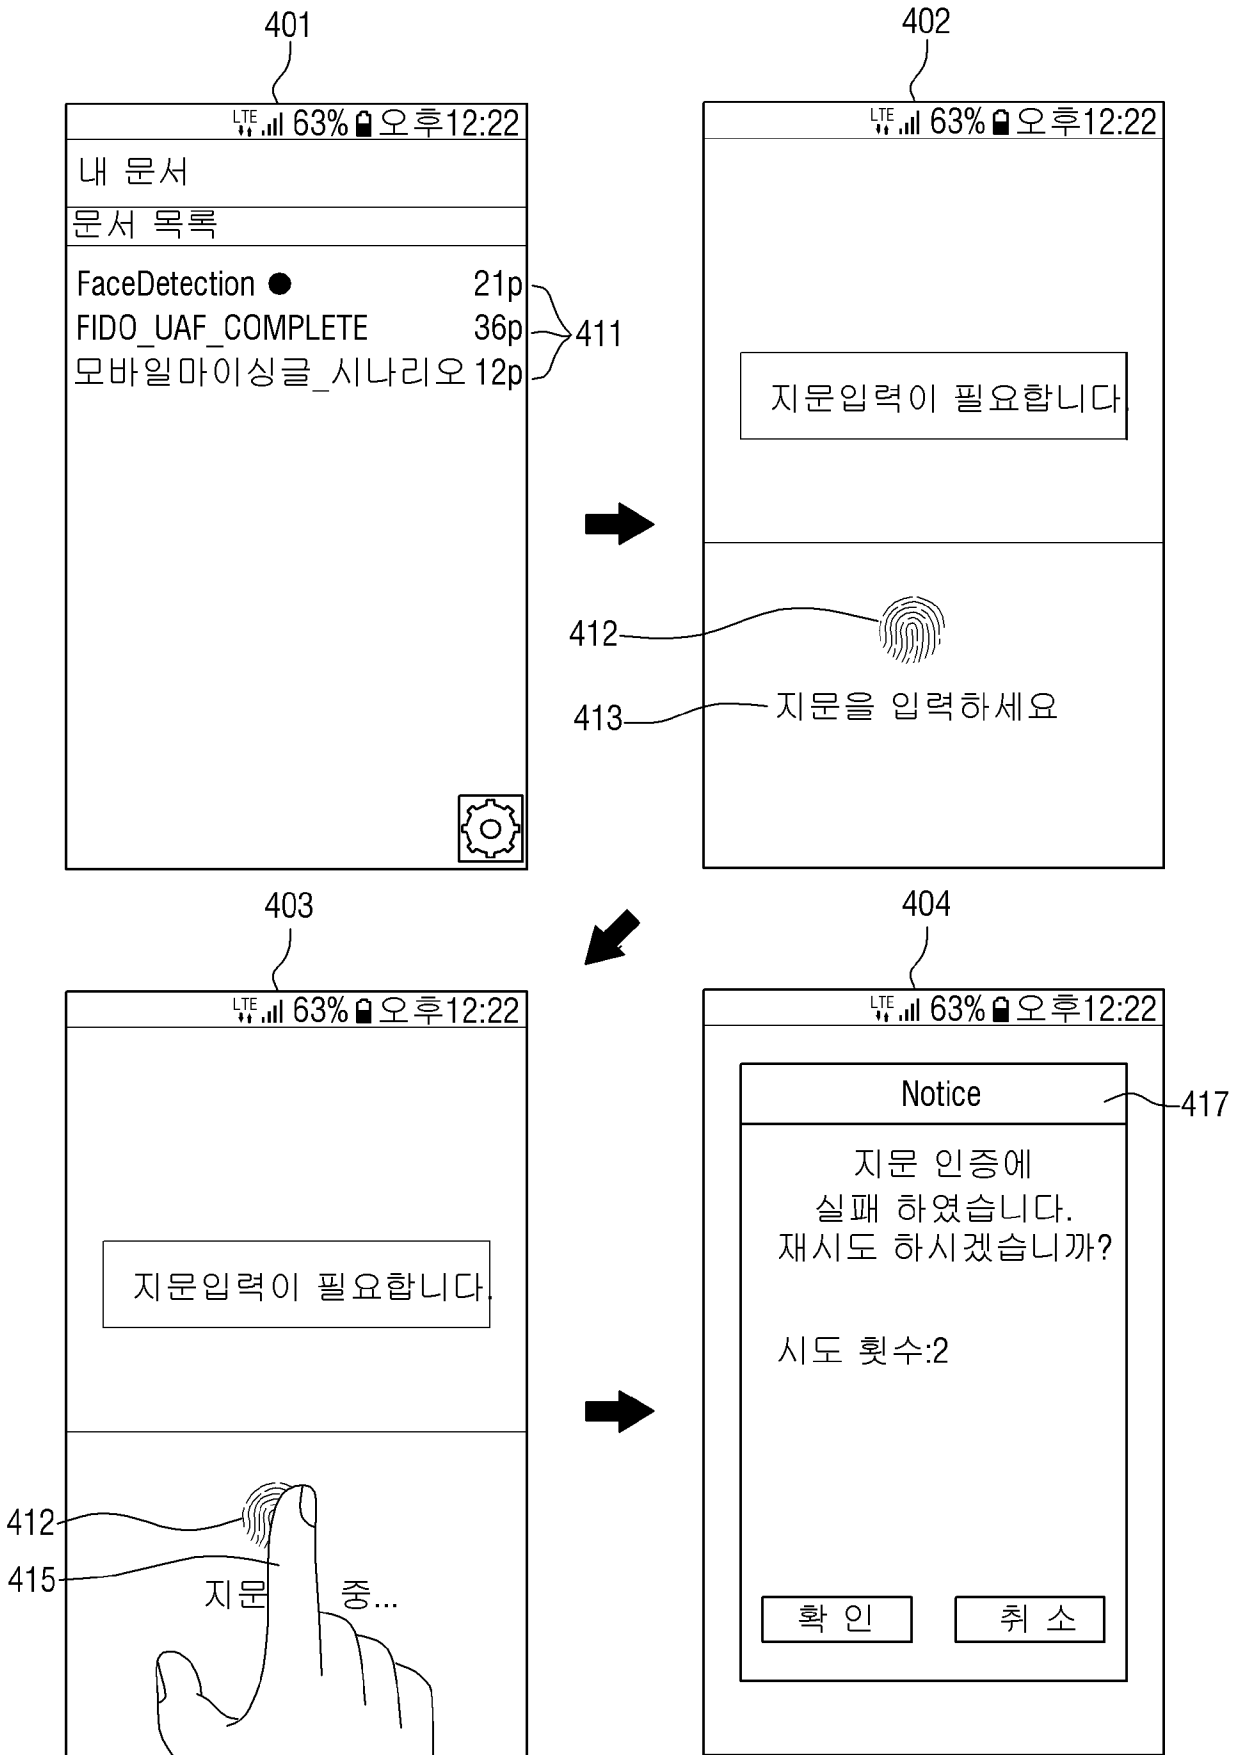 401
LTE 63% 오후12:22
내 문서
문서 목록
FaceDetection ● 21p
FIDO_UAF_COMPLETE 36p
모바일마이싱글_시나리오 12p
411
402
LTE 63% 오후12:22
지문입력이 필요합니다.
412
지문을 입력하세요
413
403
LTE 63% 오후12:22
지문입력이 필요합니다.
412
415
지문 중...
404
LTE 63% 오후12:22
Notice
417
지문 인증에
실패 하였습니다.
재시도 하시겠습니까?
시도 횟수:2
확 인 취 소